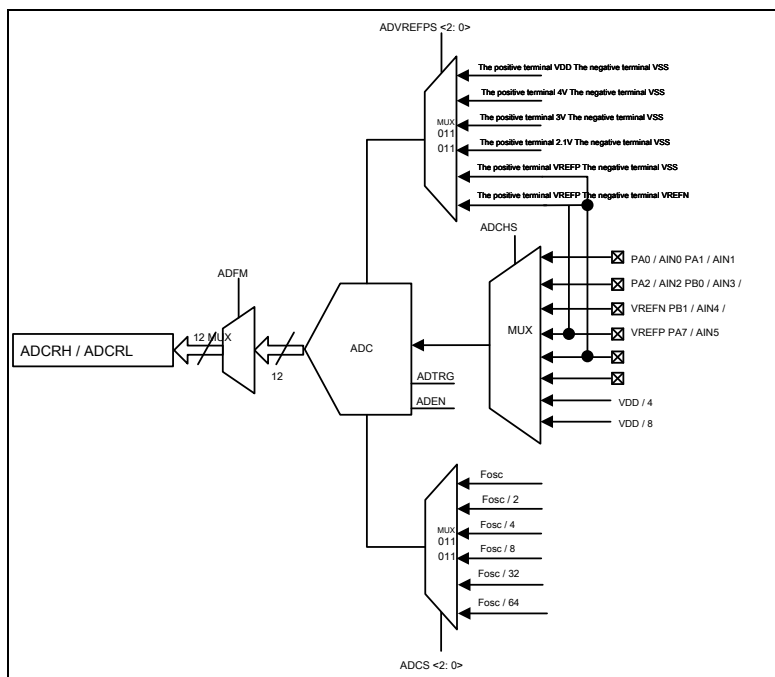 ADVREFPS <2: 0>
The positive terminal VDD The negative terminal VSS
The positive terminal 4V The negative terminal VSS
MUX
The positive terminal 3V The negative terminal VSS
011
011
The positive terminal 2.1V The negative terminal VSS
The positive terminal VREFP The negative terminal VSS
The positive terminal VREFP The negative terminal VREFN
ADCHS
PA0 / AIN0 PA1 / AIN1
ADFM
PA2 / AIN2 PB0 / AIN3 /
VREFN PB1 / AIN4 /
MUX
VREFP PA7 / AIN5
12 MUX
ADCRH / ADCRL
ADC
12
ADTRG
ADEN
VDD / 4
VDD / 8
Fosc
Fosc / 2
MUX
Fosc / 4
011
011
Fosc / 8
Fosc / 32
Fosc / 64
ADCS <2: 0>